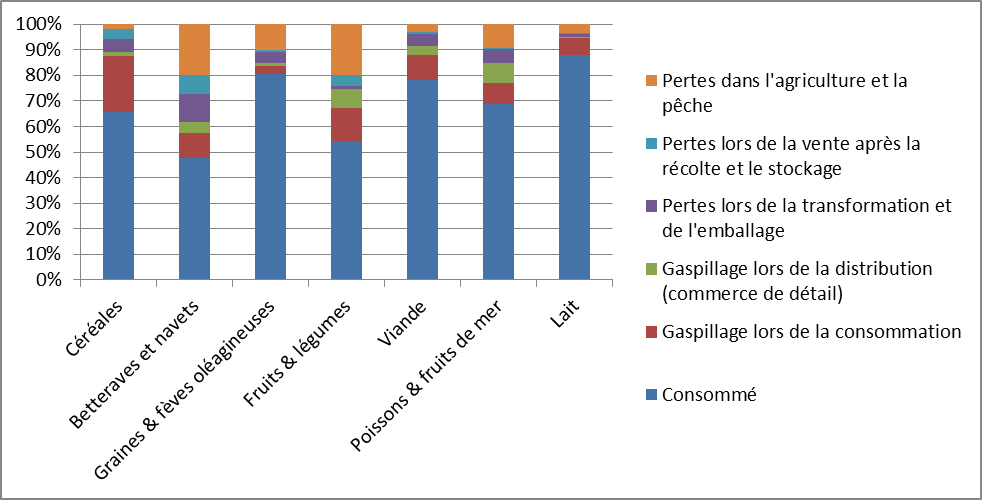 100%
90%
80%
70%
60%
50%
40%
30%
20%
10%
0%
Céréales
Betteraves et navets
Graines & fèves oléagineuses
Fruits & légumes
Viande
Poissons & fruits de mer
Lait
Pertes dans l'agriculture et la
pêche
Pertes lors de la vente après la
récolte et le stockage
Pertes lors de la transformation et
de l'emballage
Gaspillage lors de la distribution
(commerce de détail)
Gaspillage lors de la consommation
Consommé